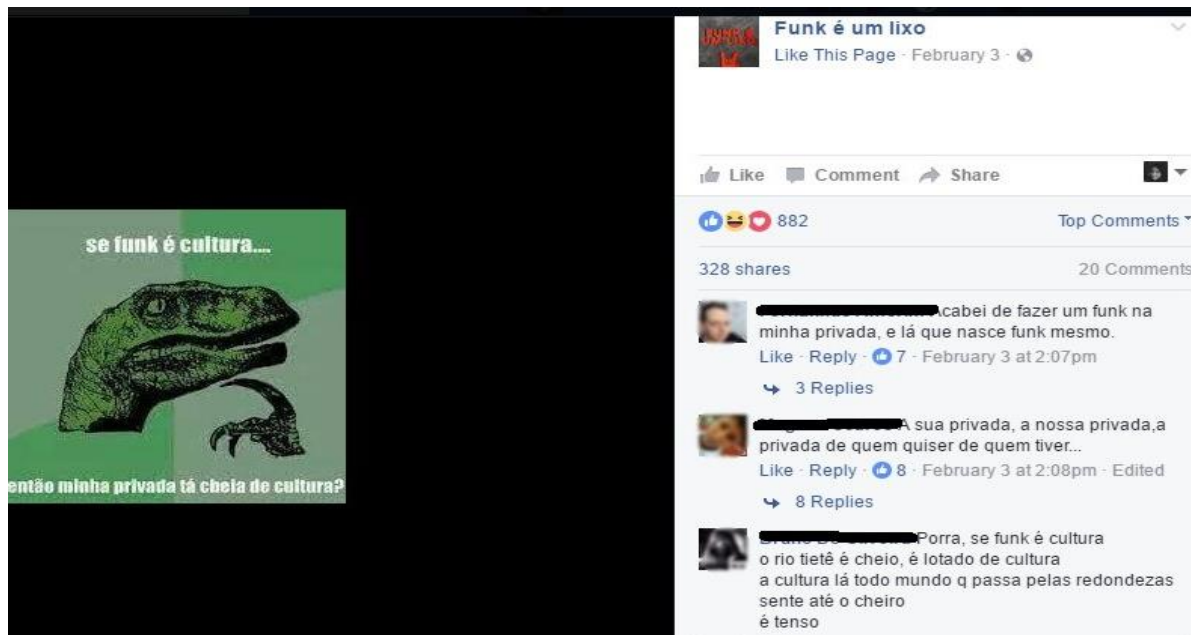 se funk é cultura....
então minha privada tá cheia de cultura?
Funk é um lixo
Like This Page · February 3 ·
Like Comment Share
882 Top Comments
328 shares 20 Comments
Acabei de fazer um funk na
minha privada, e lá que nasce funk mesmo.
Like · Reply · 7 · February 3 at 2:07pm
3 Replies
A sua privada, a nossa privada,a
privada de quem quiser de quem tiver...
Like · Reply · 8 · February 3 at 2:08pm · Edited
8 Replies
Porra, se funk é cultura
o rio tietê é cheio, é lotado de cultura
a cultura lá todo mundo q passa pelas redondezas
sente até o cheiro
é tenso